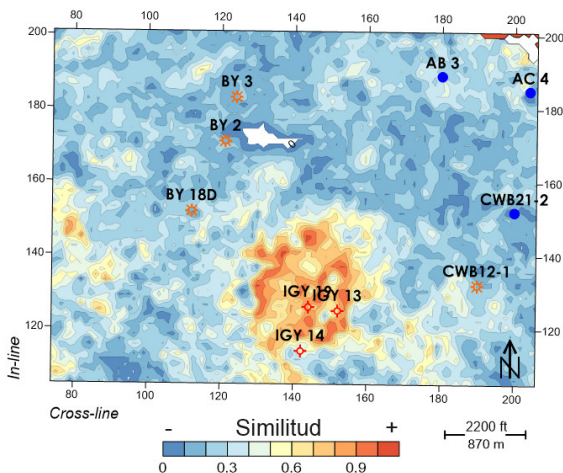 80 100 120 140 160 180 200
200 200
AB 3
BY 3
AC 4
180 180
BY 2
0
160 160
BY 18D
CWB21-2
140 140
CWB12-1
IGY 12 IGY 13
120 120
IGY 14
In-line
N
80 100 120 140 160 180 200
Cross-line
- Similitud +
2200 ft
870 m
0 0.3 0.6 0.9